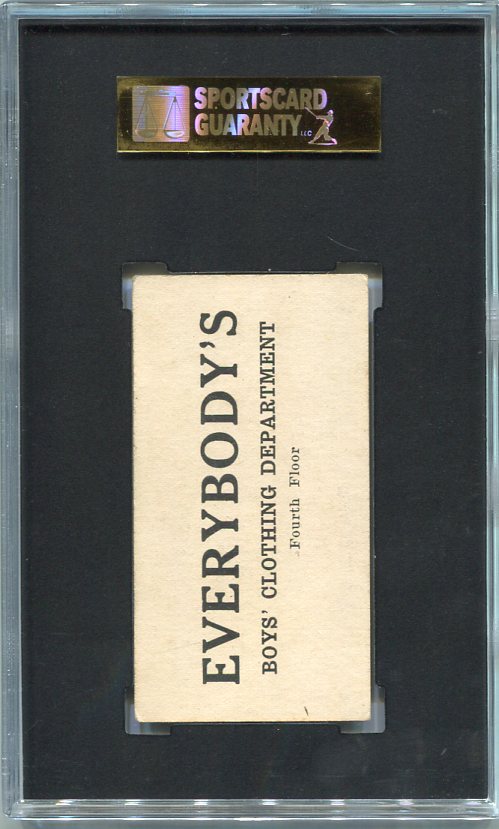 SPORTSCARD
GUARANTY LLC
EVERYBODY'S
BOYS' CLOTHING DEPARTMENT
Fourth Floor